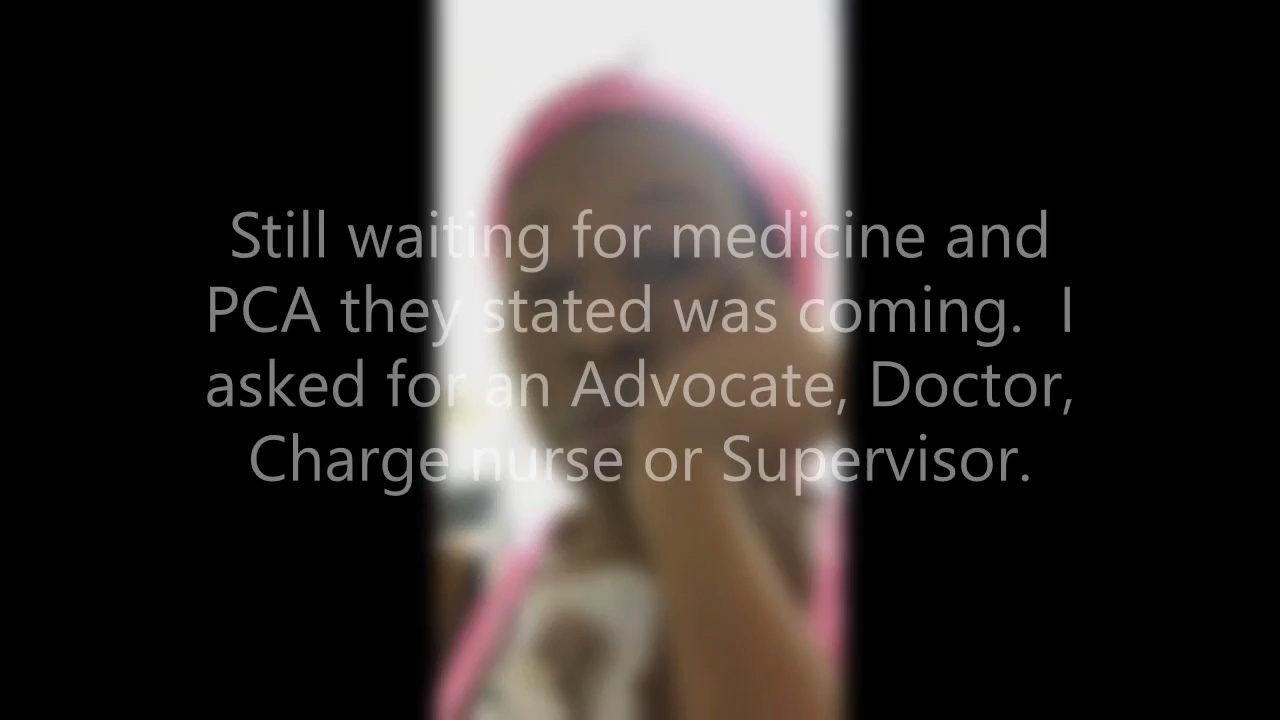 Still waiting for medicine and
PCA they stated was coming.  I
asked for an Advocate, Doctor,
Charge nurse or Supervisor.